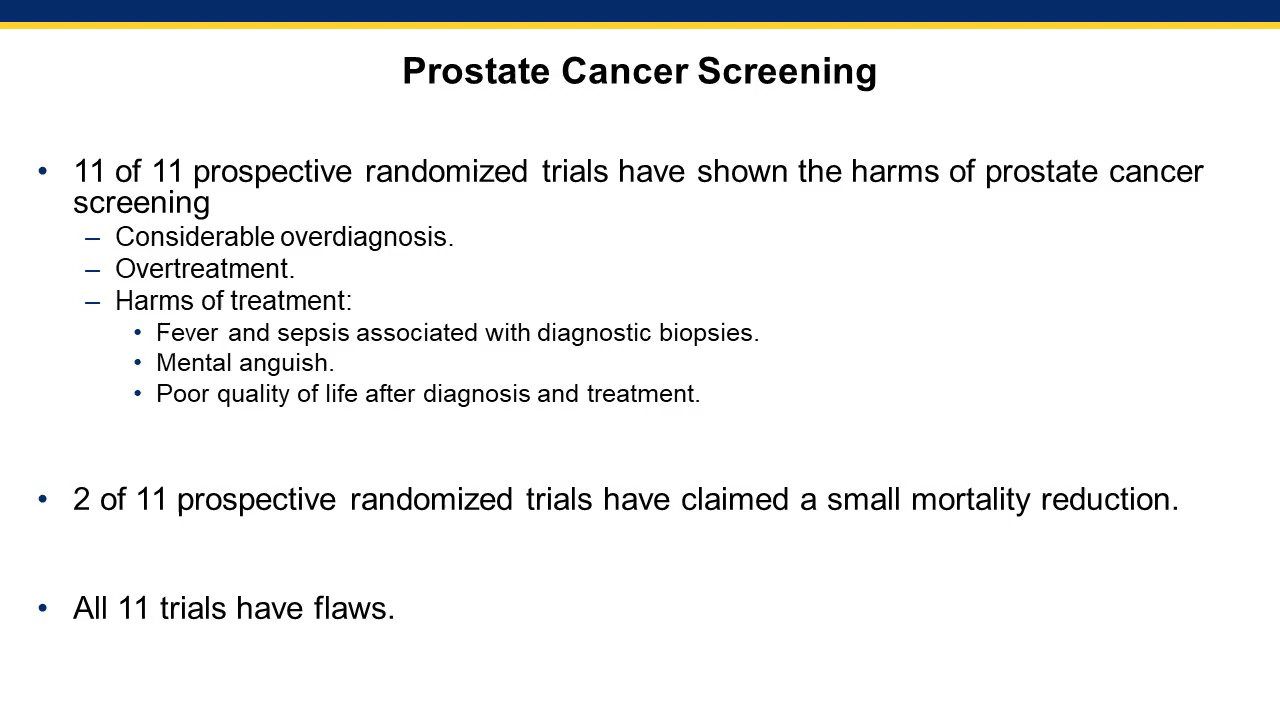 Prostate Cancer Screening
• 11 of 11 prospective randomized trials have shown the harms of prostate cancer
screening
– Considerable overdiagnosis.
– Overtreatment.
– Harms of treatment:
• Fever and sepsis associated with diagnostic biopsies.
• Mental anguish.
• Poor quality of life after diagnosis and treatment.
• 2 of 11 prospective randomized trials have claimed a small mortality reduction.
• All 11 trials have flaws.